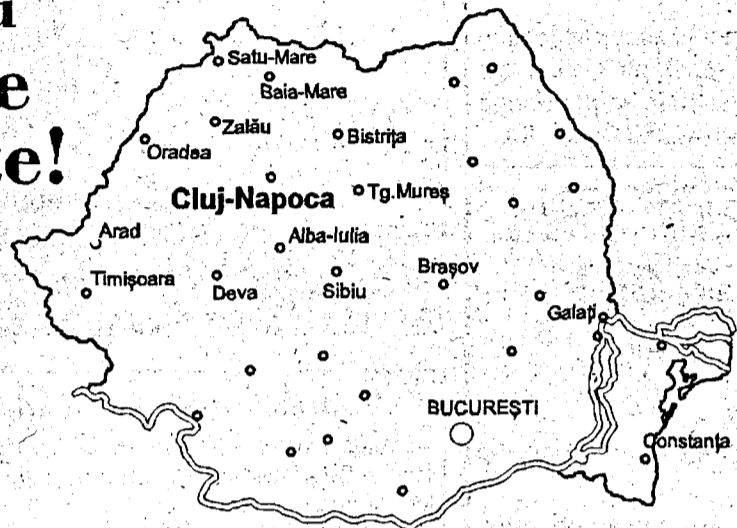 e!
Satu-Mare
Baia-Mare
Zalău
Oradea
Bistrița
Cluj-Napoca
Tg.Mureș
Arad
Alba-Iulia
Timișoara
Deva
Sibiu
Brașov
Galați
BUCUREȘTI
Constanța